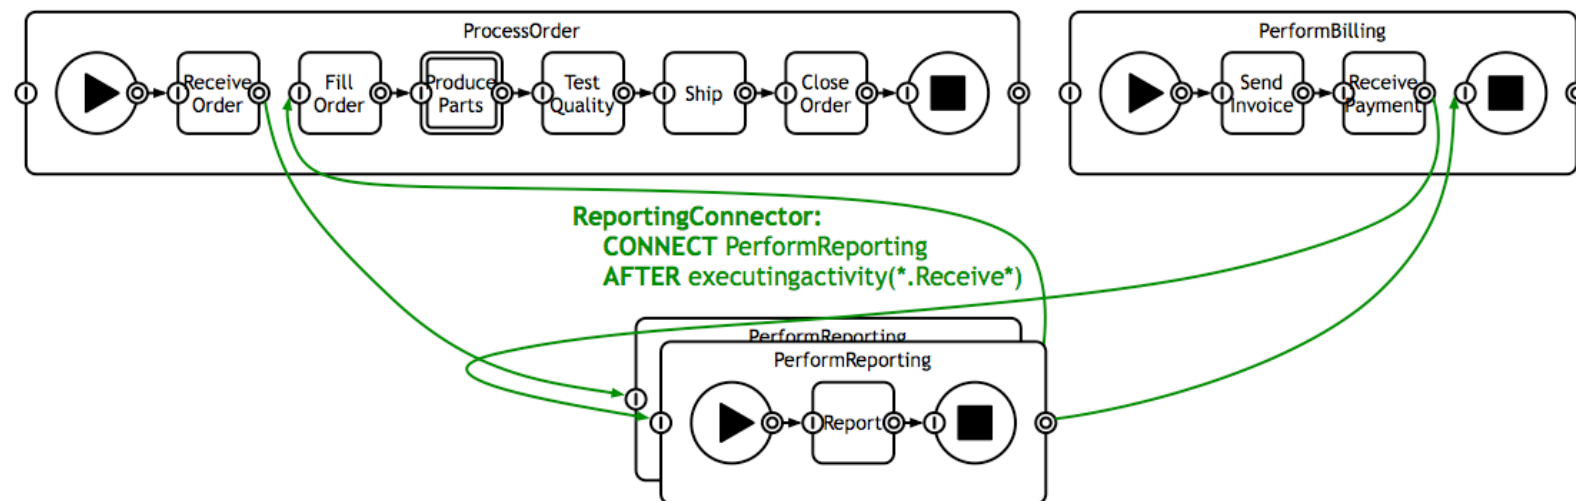 ProcessOrder
Receive
Order
Fill
Order
Produce
Parts
Test
Quality
Ship
Close
Order
PerformBilling
Send
Invoice
Receive
Payment
ReportingConnector:
CONNECT PerformReporting
AFTER executingactivity(*.Receive*)
PerformReporting
PerformReporting
Report